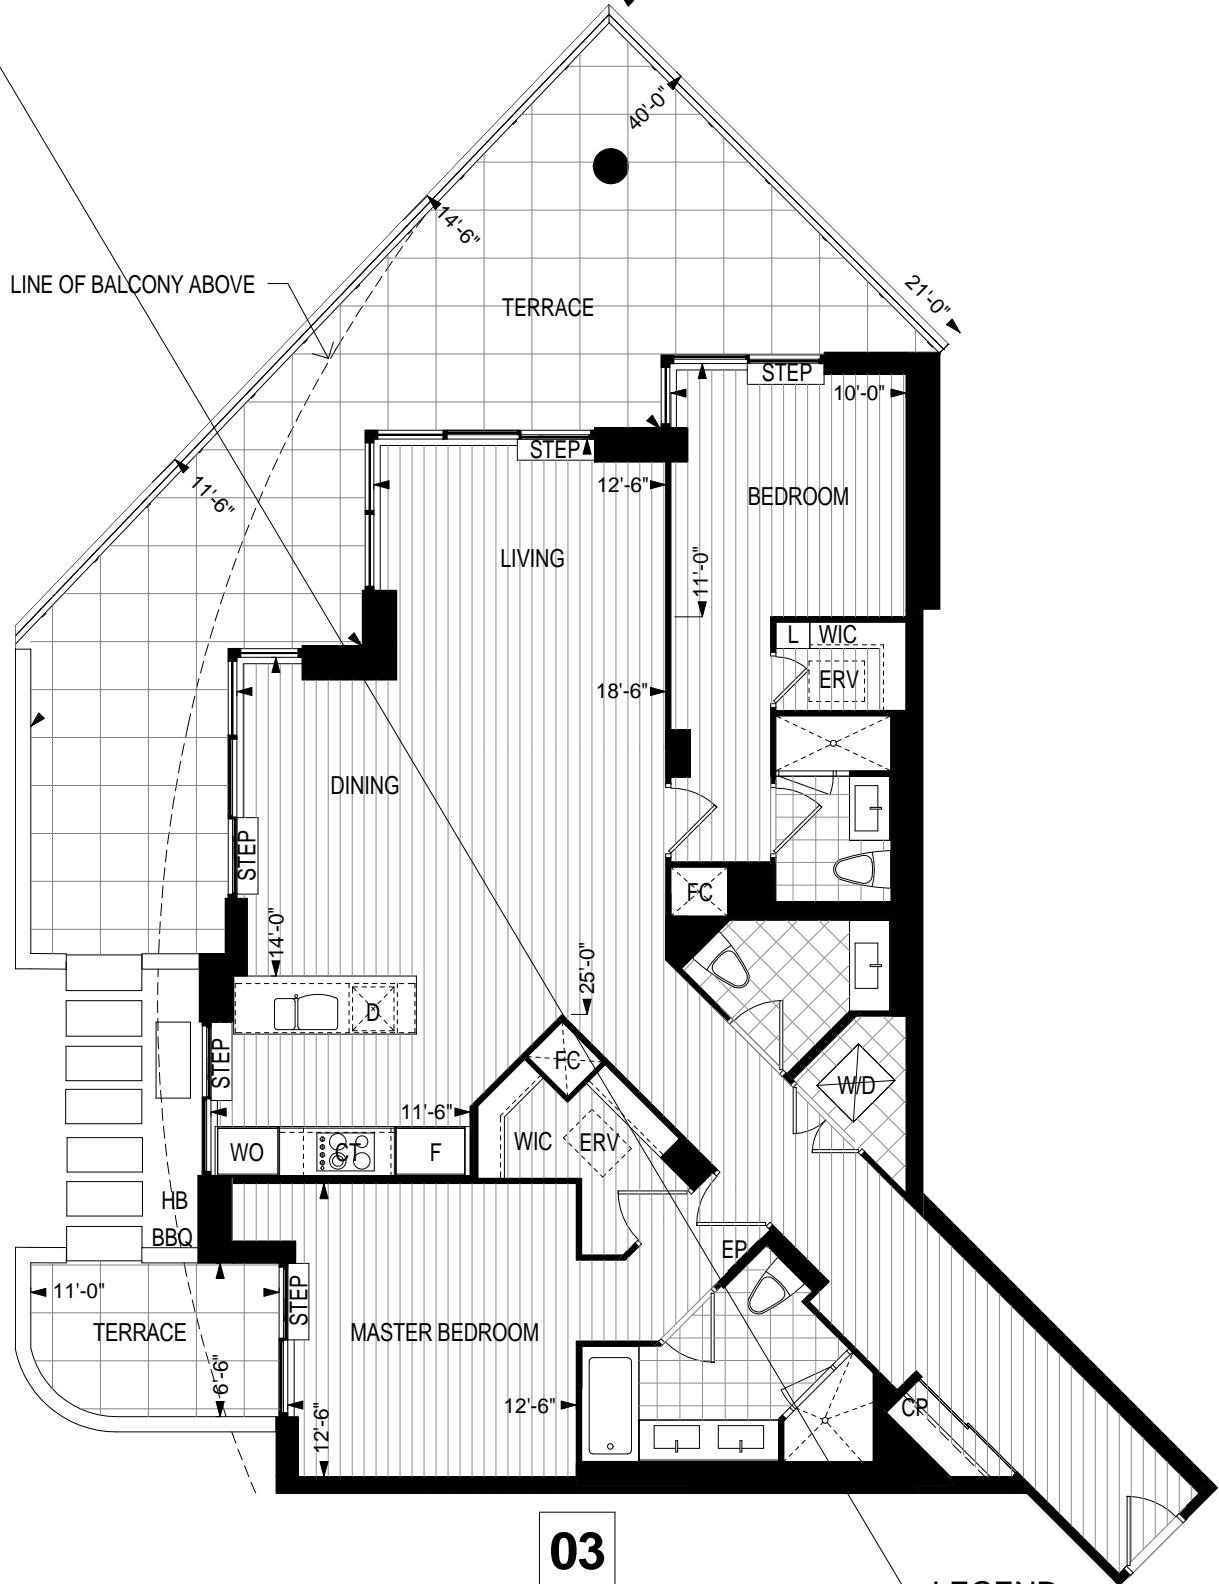 40'-0"
14'-6"
LINE OF BALCONY ABOVE
21'-0"
TERRACE
STEP
10'-0"
STEP
12'-6"
11'-6"
BEDROOM
LIVING
11'-0"
L WIC
ERV
18'-6"
DINING
STEP
FC
14'-0"
25'-0"
D
STEP
FC
W/D
11'-6"
WO
CT
F
WIC
ERV
HB
BBQ
EP
11'-0"
STEP
TERRACE
MASTER BEDROOM
6'-6"
12'-6"
12'-6"
CP
03
LEGEND